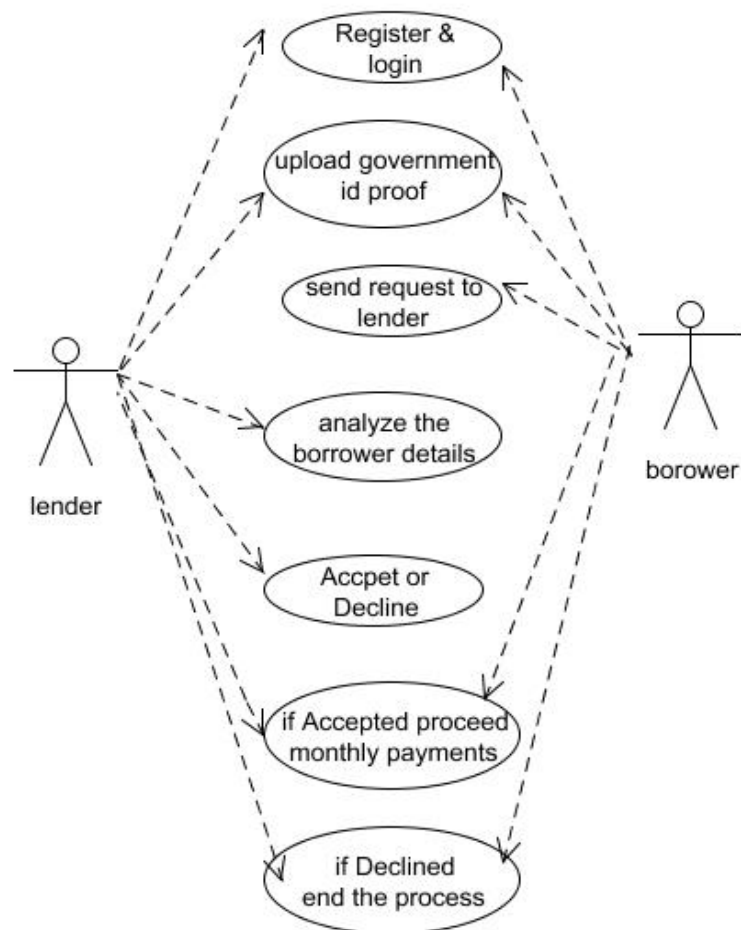 Register &
login
upload government
id proof
send request to
lender
analyze the
borrower details
lender
borower
Accpet or
Decline
if Accepted proceed
monthly payments
if Declined
end the process